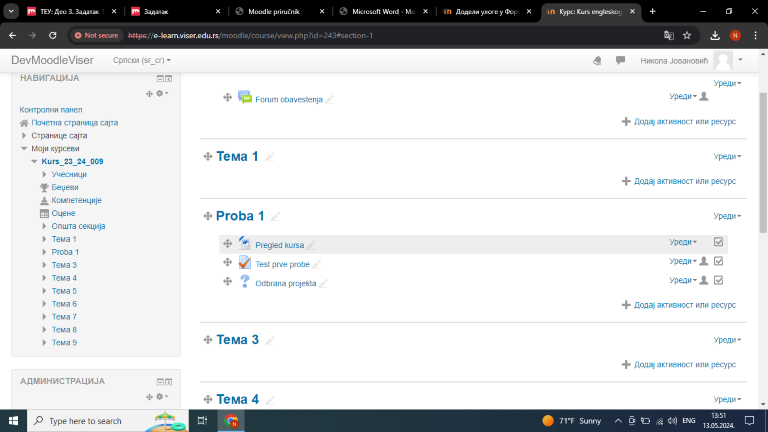 ТЕУ: Део 3. Задатак
Задатак
Moodle priručnik
Microsoft Word - Mo
Додели улоге у Фору
Курс: Kurs engleskog
Not secure https://e-learn.viser.edu.rs/moodle/course/view.php?id=243#section-1
DevMoodleViser
Српски (sr_cr)
Никола Јовановић
НАВИГАЦИЈА
Контролни панел
Почетна страница сајта
Странице сајта
Моји курсеви
Kurs_23_24_009
Учесници
Беџеви
Компетенције
Оцене
Општа секција
Тема 1
Proba 1
Тема 3
Тема 4
Тема 5
Тема 6
Тема 7
Тема 8
Тема 9
АДМИНИСТРАЦИЈА
Уреди
Forum obavestenja
Уреди
Додај активност или ресурс
Тема 1
Уреди
Додај активност или ресурс
Proba 1
Уреди
Pregled kursa
Уреди
Test prve probe
Уреди
Odbrana projekta
Уреди
Додај активност или ресурс
Тема 3
Уреди
Додај активност или ресурс
Тема 4
Уреди
Type here to search
71°F Sunny
ENG
13:51
13.05.2024.